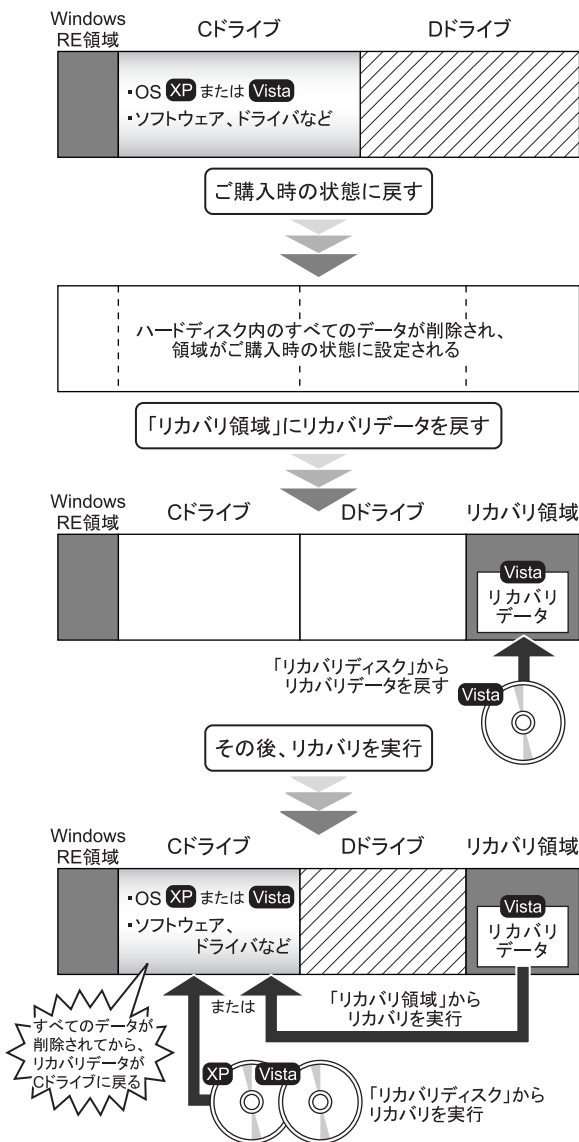 Windows
RE領域
Cドライブ
Dドライブ
・OS XP または Vista
・ソフトウェア、ドライバなど
ご購入時の状態に戻す
ハードディスク内のすべてのデータが削除され、
領域がご購入時の状態に設定される
「リカバリ領域」にリカバリデータを戻す
Windows
RE領域
Cドライブ
Dドライブ
リカバリ領域
Vista
リカバリ
データ
「リカバリディスク」から
リカバリデータを戻す
Vista
その後、リカバリを実行
Windows
RE領域
Cドライブ
Dドライブ
リカバリ領域
・OS XP または Vista
・ソフトウェア、
ドライバなど
Vista
リカバリ
データ
または
「リカバリ領域」から
リカバリを実行
すべてのデータが
削除されてから、
リカバリデータが
Cドライブに戻る
XP
Vista
「リカバリディスク」から
リカバリを実行